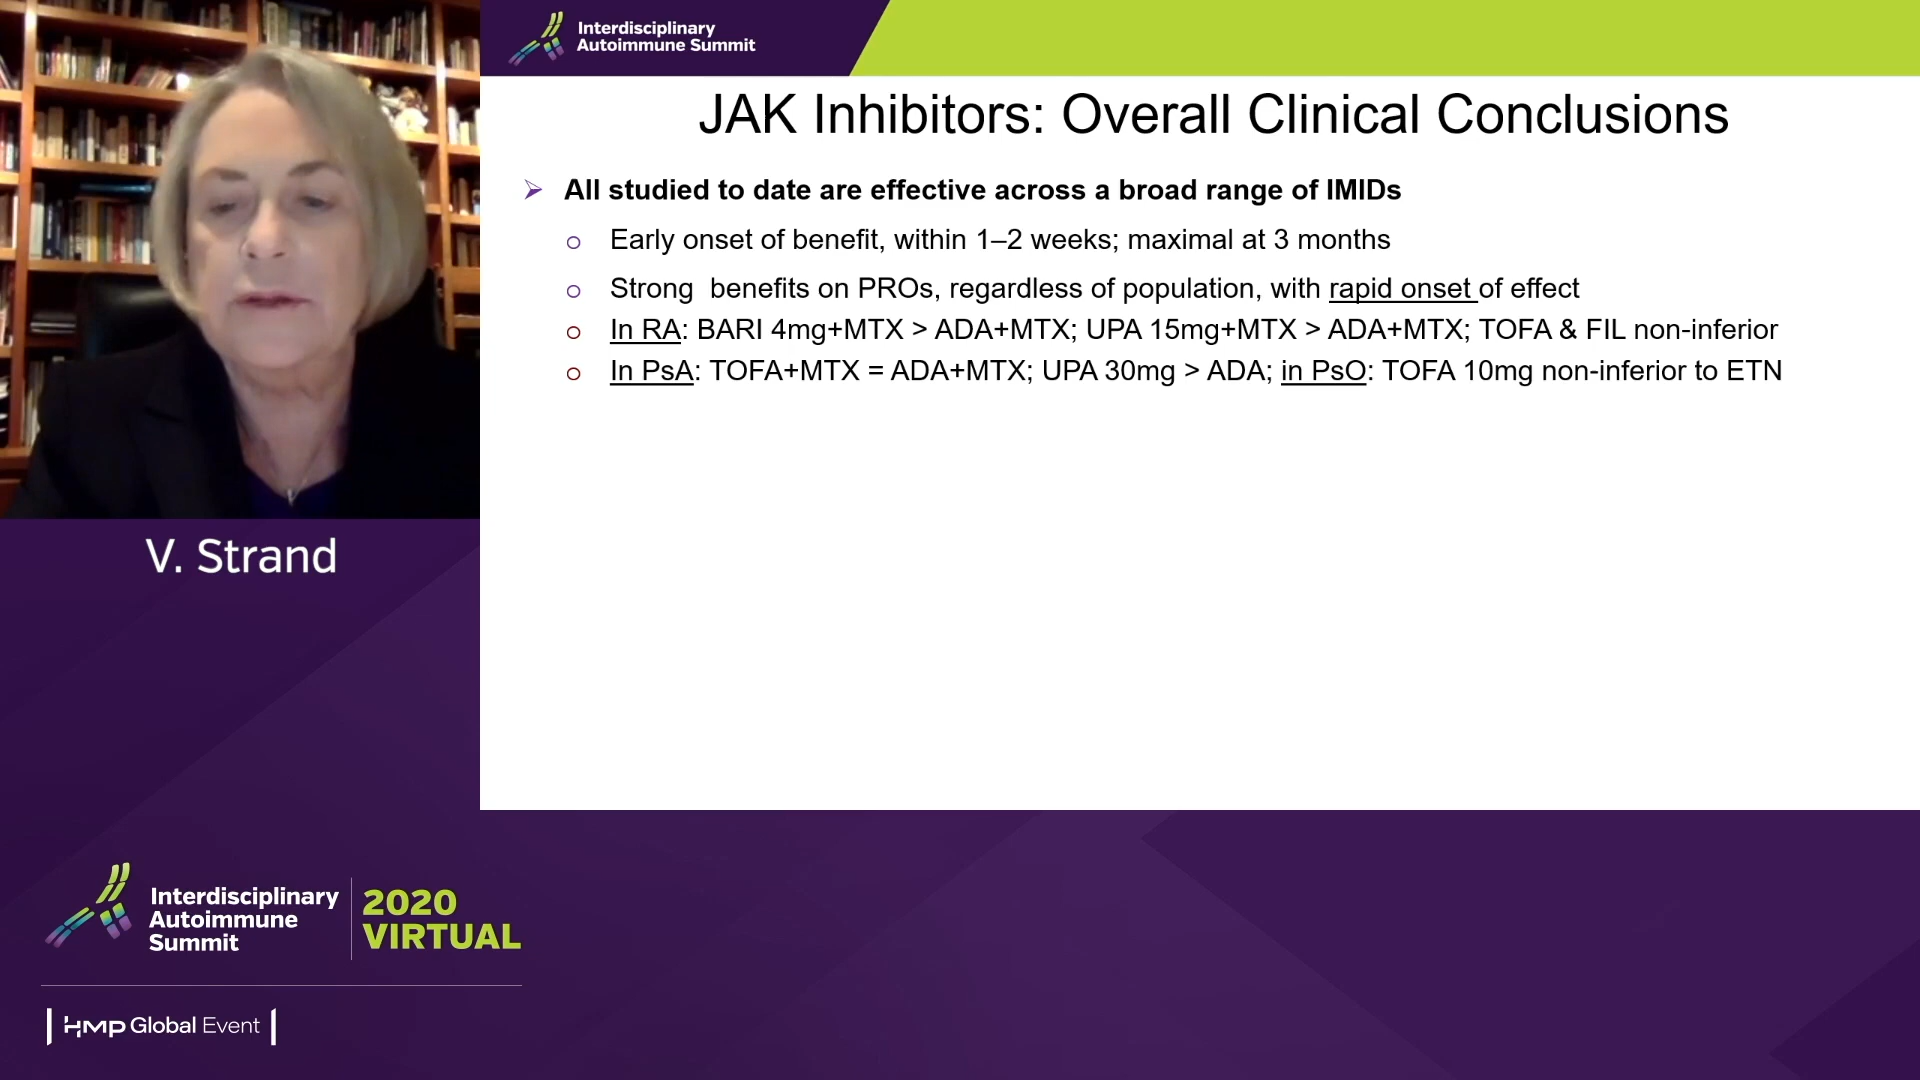 Interdisciplinary
Autoimmune Summit
JAK Inhibitors: Overall Clinical Conclusions
All studied to date are effective across a broad range of IMIDs
Early onset of benefit, within 1–2 weeks; maximal at 3 months
Strong  benefits on PROs, regardless of population, with rapid onset of effect
In RA: BARI 4mg+MTX > ADA+MTX; UPA 15mg+MTX > ADA+MTX; TOFA & FIL non-inferior
In PsA: TOFA+MTX = ADA+MTX; UPA 30mg > ADA; in PsO: TOFA 10mg non-inferior to ETN
V. Strand
Interdisciplinary
Autoimmune
Summit
2020
VIRTUAL
HMP Global Event